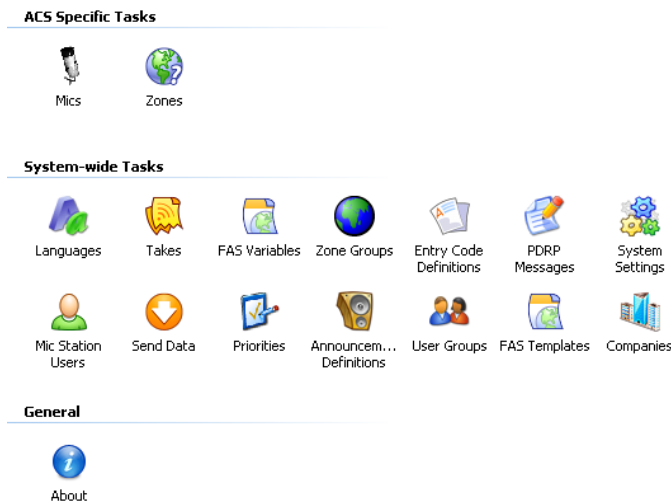 ACS Specific Tasks
Mics Zones
System-wide Tasks
Languages Takes FAS Variables Zone Groups Entry Code PDRP System
Definitions Messages Settings
Mic Station Send Data Priorities Announcem... User Groups FAS Templates Companies
Users Definitions
General
About